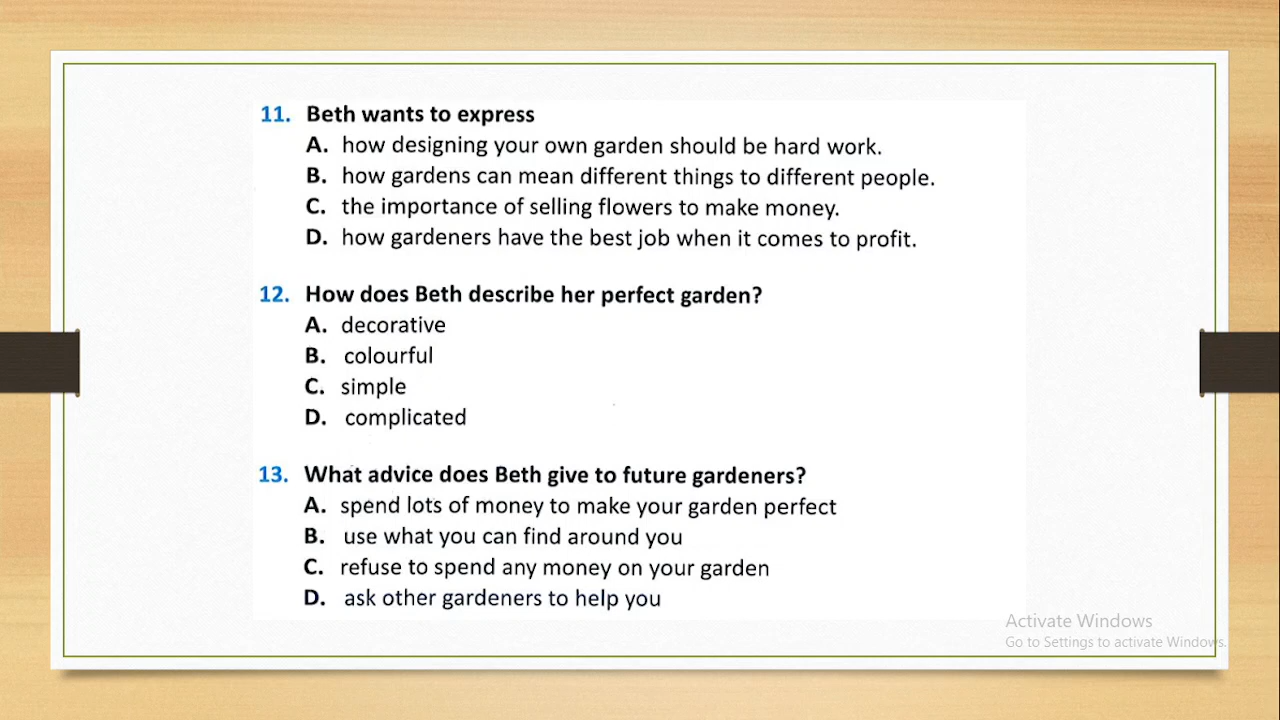 11. Beth wants to express
A. how designing your own garden should be hard work.
B. how gardens can mean different things to different people.
C. the importance of selling flowers to make money.
D. how gardeners have the best job when it comes to profit.
12. How does Beth describe her perfect garden?
A. decorative
B. colourful
C. simple
D. complicated
13. What advice does Beth give to future gardeners?
A. spend lots of money to make your garden perfect
B. use what you can find around you
C. refuse to spend any money on your garden
D. ask other gardeners to help you
Activate Windows
Go to Settings to activate Windows.